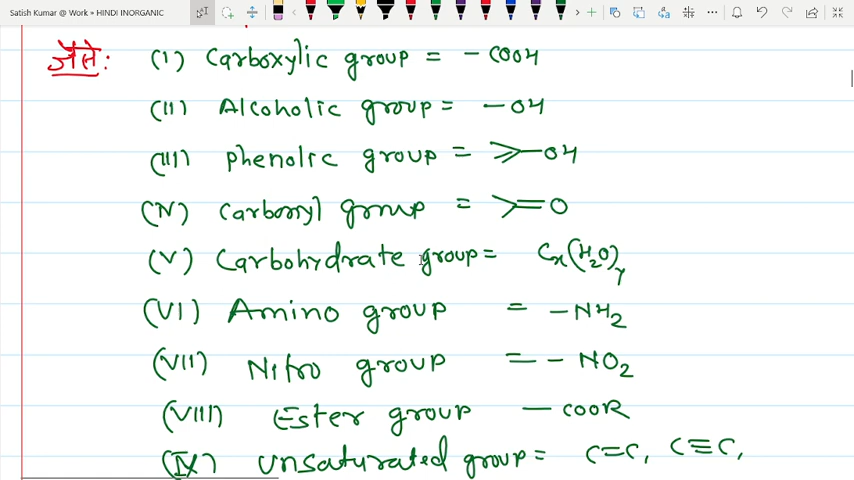 Satish Kumar @ Work » HINDI INORGANIC
जैसे:
(I) Carboxylic group = - COOH
(II) Alcoholic group = - OH
(III) phenolic group = >-OH
(IV) Carbonyl group = >=O
(V) Carbohydrate group = Cx(H2O)y
(VI) Amino group = - NH2
(VII) Nitro group = - NO2
(VIII) Ester group - COOR
(IX) Unsaturated group = C=C, C≡C,